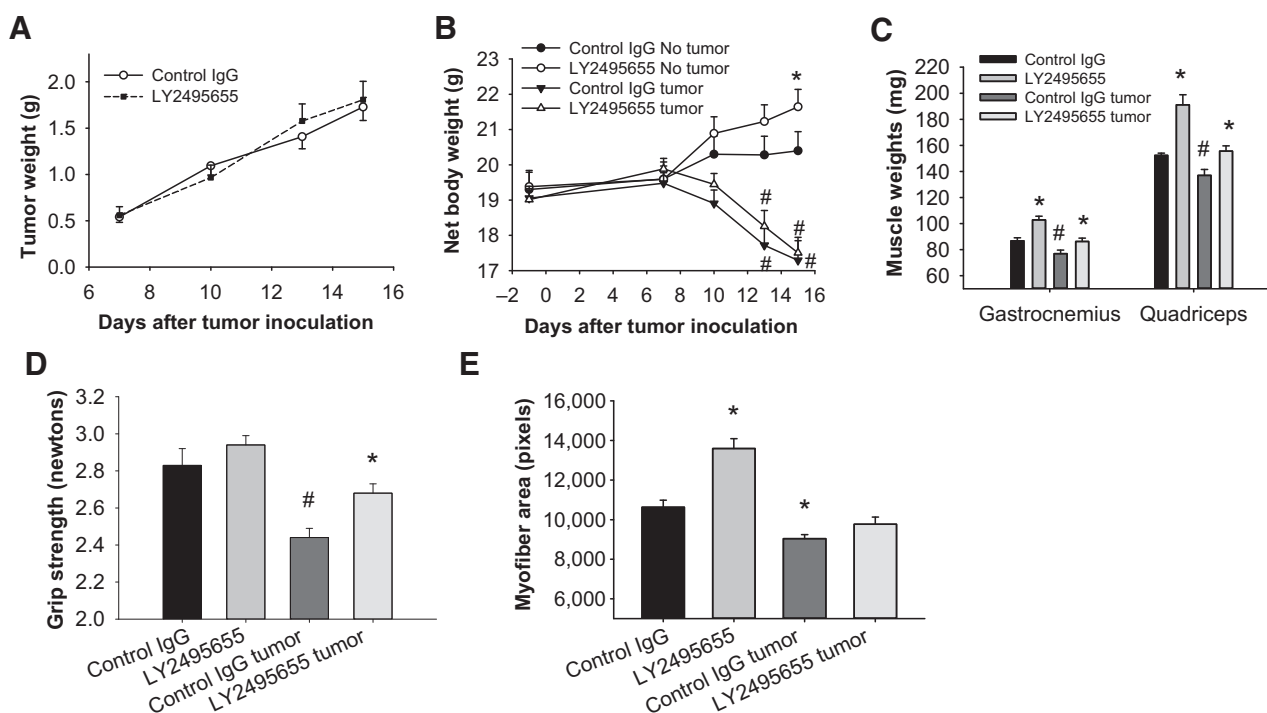 A
Tumor weight (g)
2.0
1.5
1.0
0.5
0.0
Control IgG
LY2495655
6 8 10 12 14 16
Days after tumor inoculation
B
Net body weight (g)
23
22
21
20
19
18
17
Control IgG No tumor
LY2495655 No tumor
Control IgG tumor
LY2495655 tumor
*
#
#
#
#
–2 0 2 4 6 8 10 12 14 16
Days after tumor inoculation
C
Muscle weights (mg)
220
200
180
160
140
120
100
80
60
Control IgG
LY2495655
Control IgG tumor
LY2495655 tumor
* # *
* # *
Gastrocnemius Quadriceps
D
Grip strength (newtons)
3.2
3.0
2.8
2.6
2.4
2.2
2.0
# *
Control IgG
LY2495655
Control IgG tumor
LY2495655 tumor
E
Myofiber area (pixels)
16,000
14,000
12,000
10,000
8,000
6,000
* *
Control IgG
LY2495655
Control IgG tumor
LY2495655 tumor